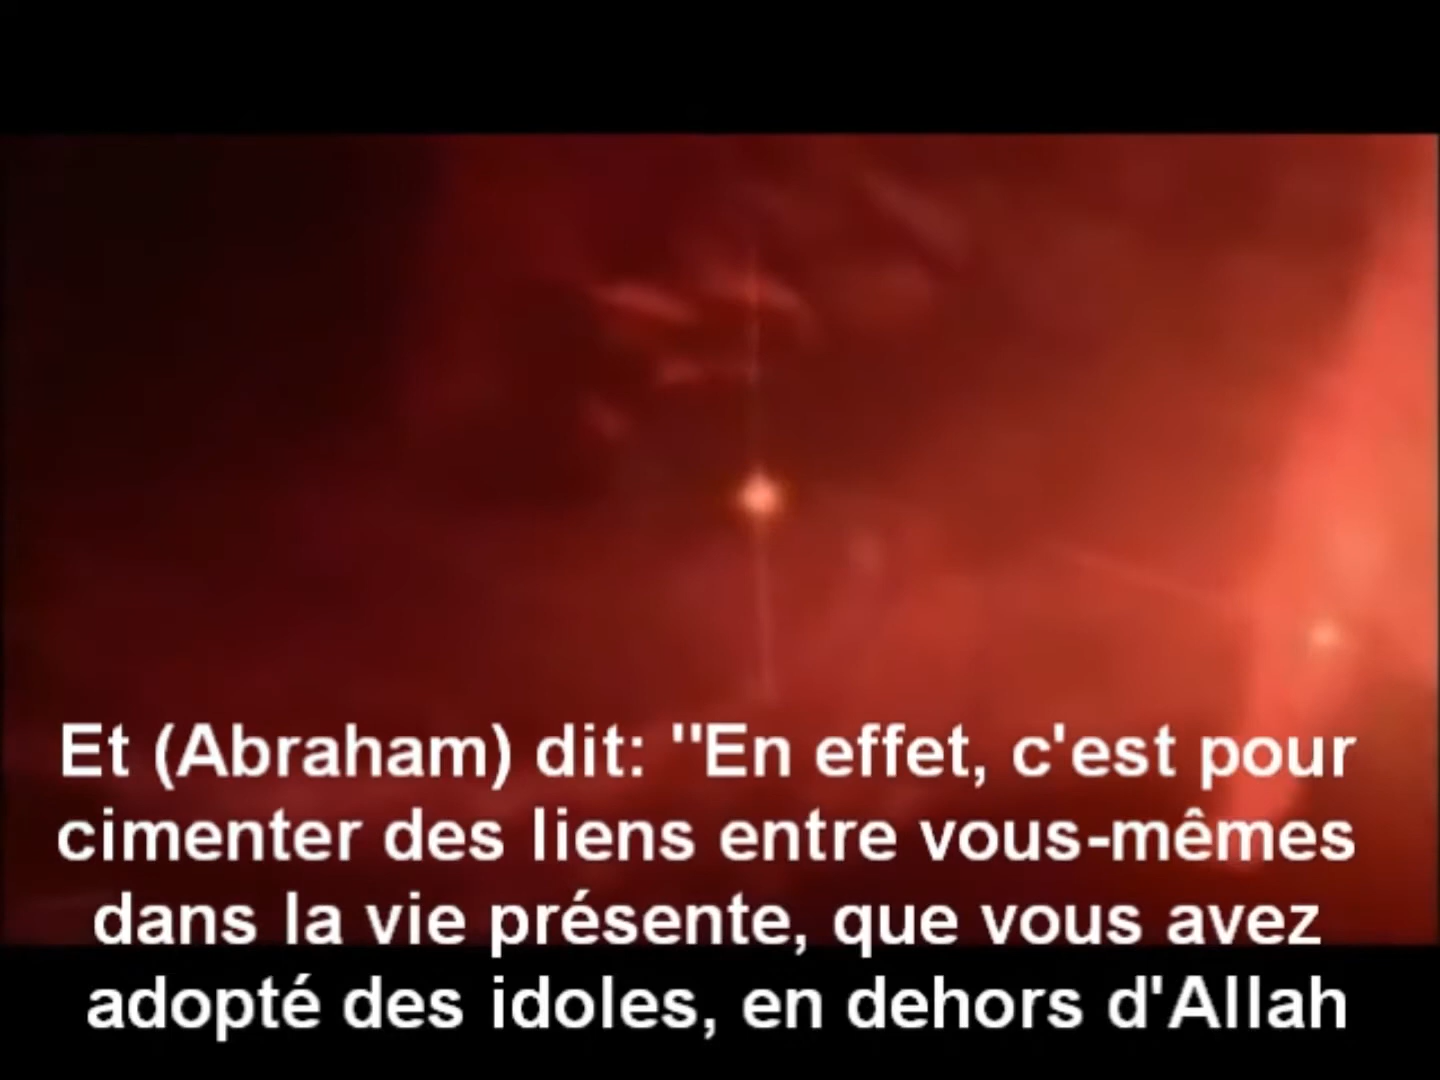 Et (Abraham) dit: "En effet, c'est pour
cimenter des liens entre vous-mêmes
dans la vie présente, que vous avez
adopté des idoles, en dehors d'Allah